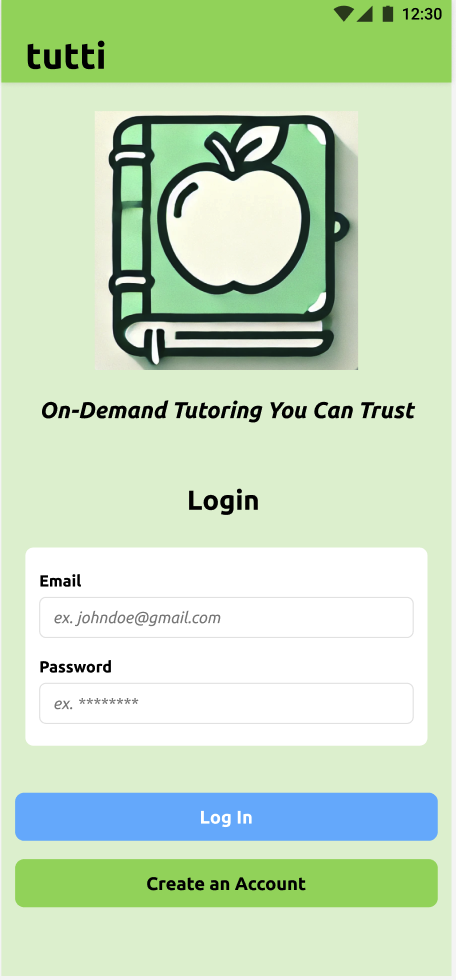 12:30
tutti
On-Demand Tutoring You Can Trust
Login
Email
ex. johndoe@gmail.com
Password
ex. ********
Log In
Create an Account